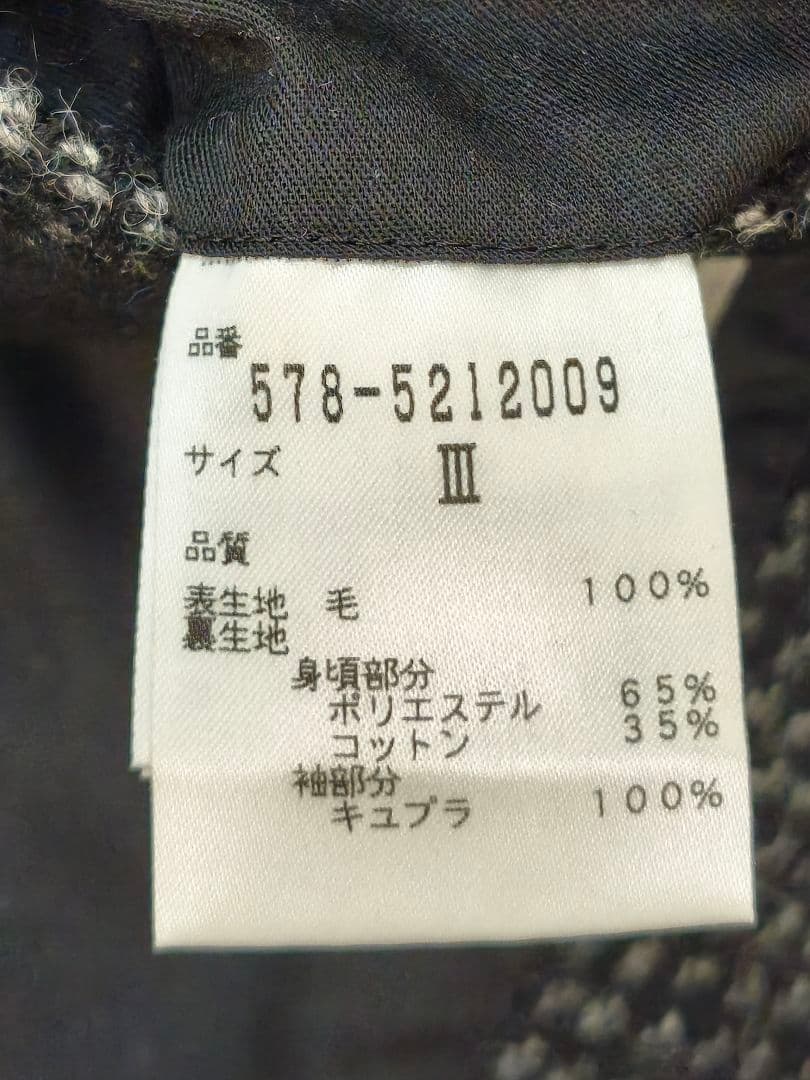 品番
578-5212009
サイズ Ⅲ
品質
表生地 毛 100%
裏生地
身頃部分
ポリエステル 65%
コットン 35%
袖部分
キュプラ 100%